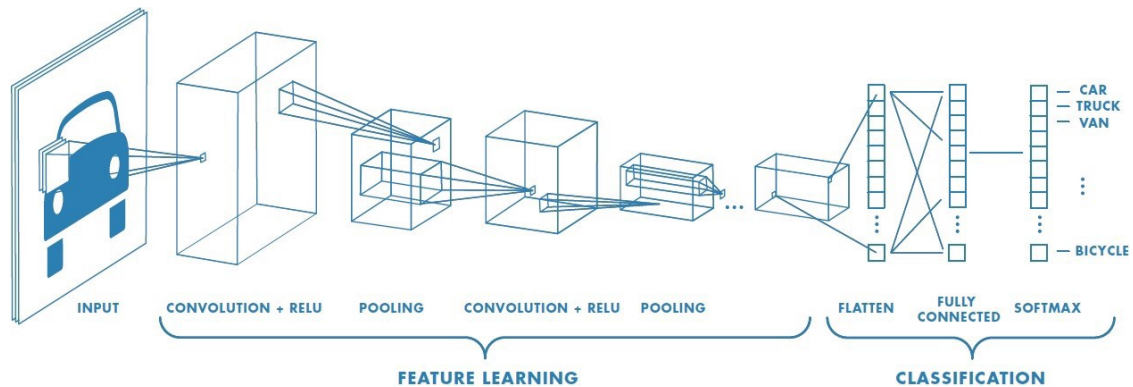 CAR
TRUCK
VAN
...
BICYCLE
INPUT
CONVOLUTION + RELU
POOLING
CONVOLUTION + RELU
POOLING
FLATTEN
FULLY
CONNECTED
SOFTMAX
FEATURE LEARNING
CLASSIFICATION